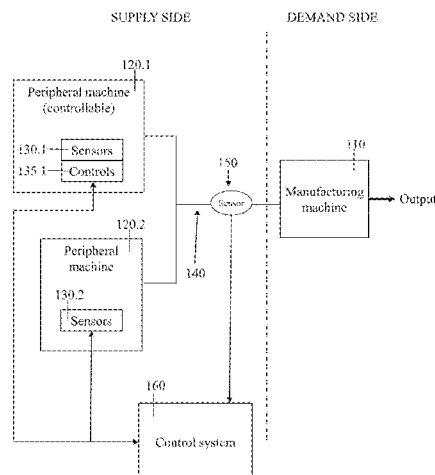 SUPPLY SIDE
DEMAND SIDE
120.1
Peripheral machine
(controllable)
130.1
Sensors
135.1
Controls
150
110
Sensor
Manufacturing
machine
Output
140
120.2
Peripheral
machine
130.2
Sensors
160
Control system